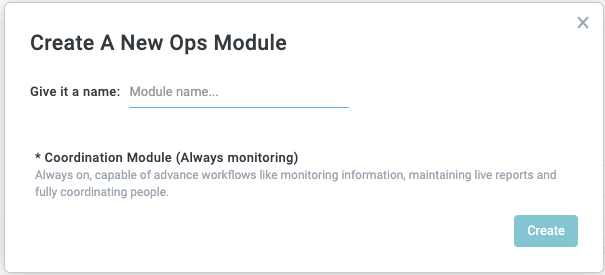 Create A New Ops Module
Give it a name: Module name...
* Coordination Module (Always monitoring)
Always on, capable of advance workflows like monitoring information, maintaining live reports and
fully coordinating people.
Create